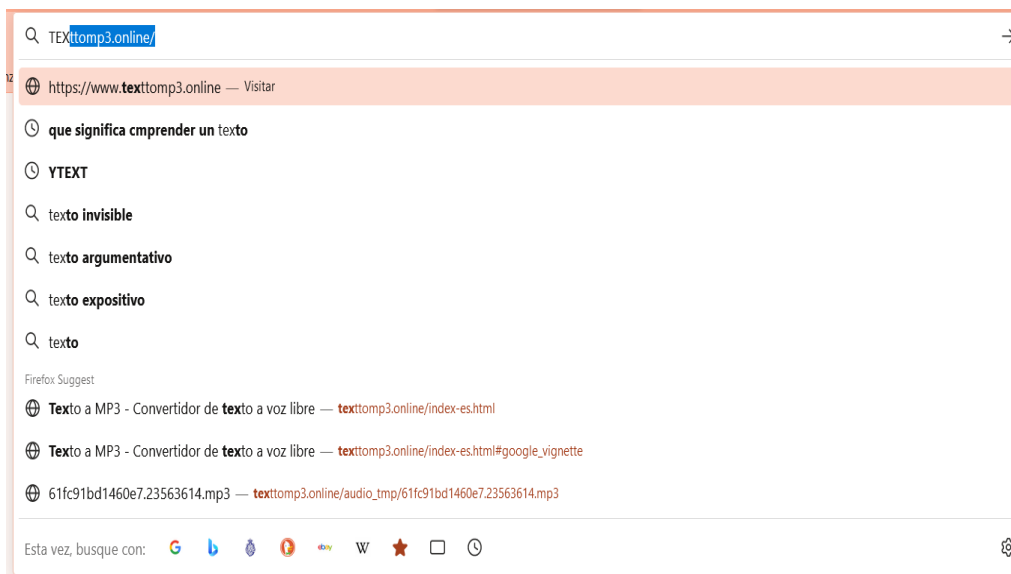 TEXttomp3.online/
https://www.texttomp3.online — Visitar
que significa cmprender un texto
YTEXT
texto invisible
texto argumentativo
texto expositivo
texto
Firefox Suggest
Texto a MP3 - Convertidor de texto a voz libre — texttomp3.online/index-es.html
Texto a MP3 - Convertidor de texto a voz libre — texttomp3.online/index-es.html#google_vignette
61fc91bd1460e7.23563614.mp3 — texttomp3.online/audio_tmp/61fc91bd1460e7.23563614.mp3
Esta vez, busque con: G b ebay W